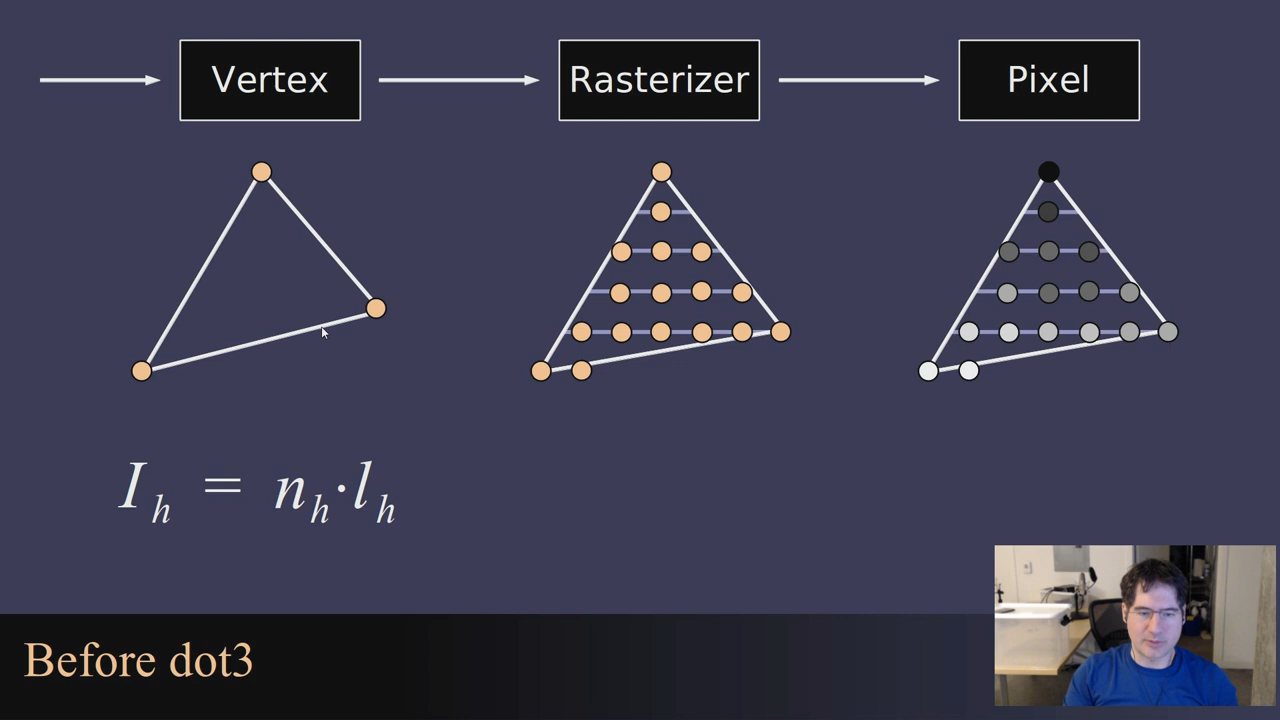 Vertex
Rasterizer
Pixel
I_h = n_h·l_h
Before dot3